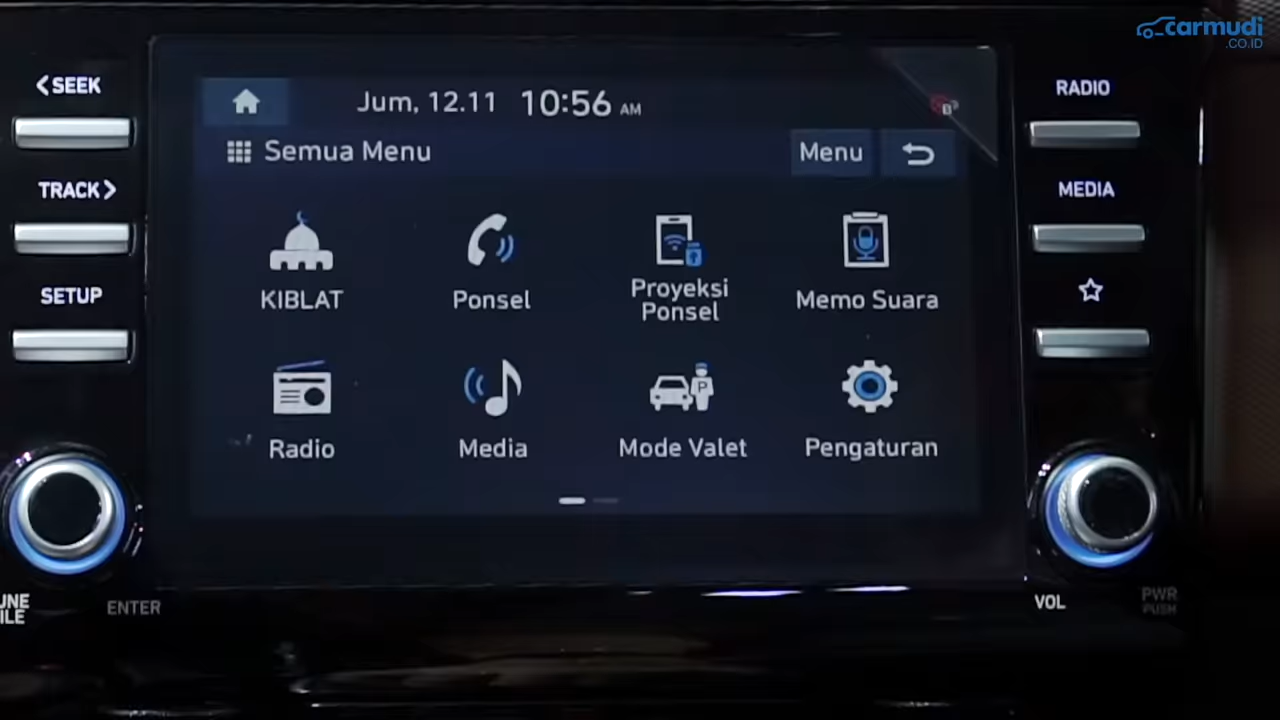 carmudi
.CO.ID
SEEK
TRACK
SETUP
Jum, 12.11 10:56 AM
Semua Menu
Menu
KIBLAT
Ponsel
Proyeksi
Ponsel
Memo Suara
Radio
Media
Mode Valet
P
Pengaturan
RADIO
MEDIA
ENTER
VOL
PWR
PUSH